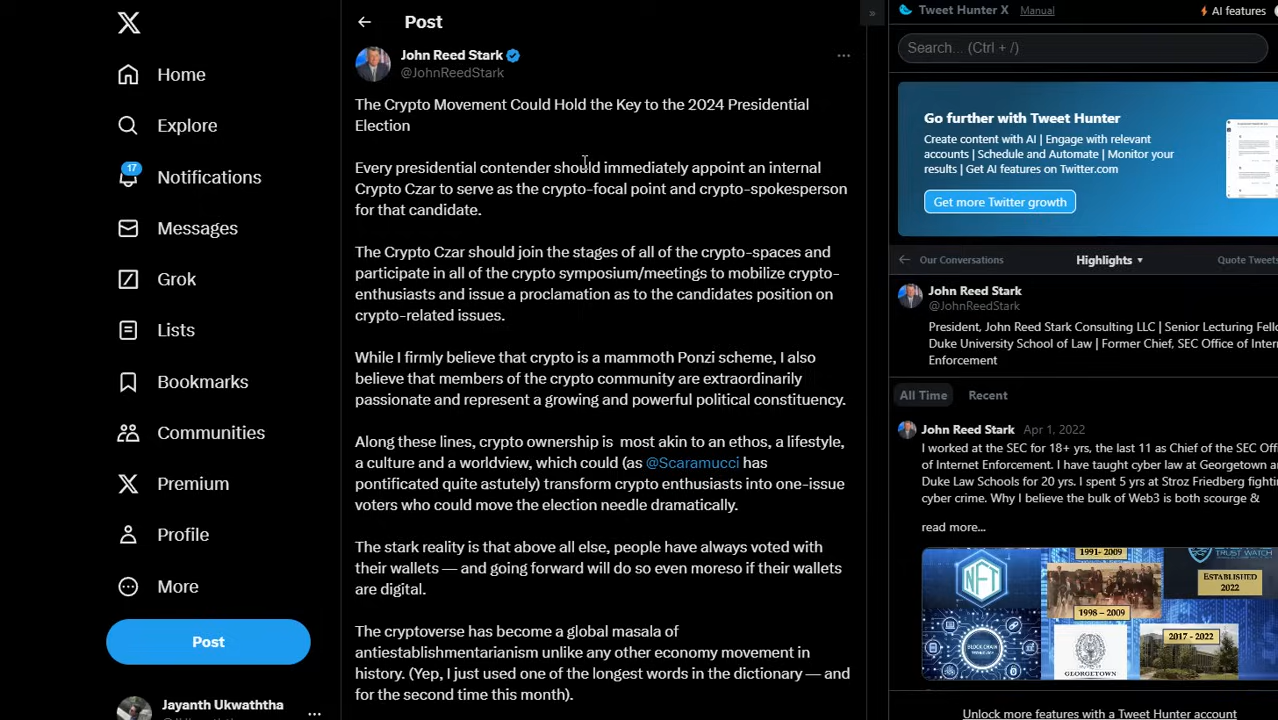 Home
Explore
17
Notifications
Messages
Grok
Lists
Bookmarks
Communities
Premium
Profile
More
Post
Jayanth Ukwaththa
Post
John Reed Stark
@JohnReedStark
The Crypto Movement Could Hold the Key to the 2024 Presidential
Election
Every presidential contender should immediately appoint an internal
Crypto Czar to serve as the crypto-focal point and crypto-spokesperson
for that candidate.
The Crypto Czar should join the stages of all of the crypto-spaces and
participate in all of the crypto symposium/meetings to mobilize crypto-
enthusiasts and issue a proclamation as to the candidates position on
crypto-related issues.
While I firmly believe that crypto is a mammoth Ponzi scheme, I also
believe that members of the crypto community are extraordinarily
passionate and represent a growing and powerful political constituency.
Along these lines, crypto ownership is most akin to an ethos, a lifestyle,
a culture and a worldview, which could (as @Scaramucci has
pontificated quite astutely) transform crypto enthusiasts into one-issue
voters who could move the election needle dramatically.
The stark reality is that above all else, people have always voted with
their wallets — and going forward will do so even moreso if their wallets
are digital.
The cryptoverse has become a global masala of
antiestablishmentarianism unlike any other economy movement in
history. (Yep, I just used one of the longest words in the dictionary — and
for the second time this month).
»
Tweet Hunter X Manual
AI features
Search... (Ctrl + /)
Go further with Tweet Hunter
Create content with AI | Engage with relevant
accounts | Schedule and Automate | Monitor your
results | Get AI features on Twitter.com
Get more Twitter growth
Our Conversations
Highlights
Quote Tweets
John Reed Stark
@JohnReedStark
President, John Reed Stark Consulting LLC | Senior Lecturing Fello
Duke University School of Law | Former Chief, SEC Office of Inter
Enforcement
All Time
Recent
John Reed Stark Apr 1, 2022
I worked at the SEC for 18+ yrs, the last 11 as Chief of the SEC Off
of Internet Enforcement. I have taught cyber law at Georgetown a
Duke Law Schools for 20 yrs. I spent 5 yrs at Stroz Friedberg fighti
cyber crime. Why I believe the bulk of Web3 is both scourge &
read more...
NFT
1991- 2009
TRUST WATCH
ESTABLISHED
2022
1998 – 2009
BLOCK CHAIN
GEORGETOWN
2017 - 2022
Unlock more features with a Tweet Hunter account